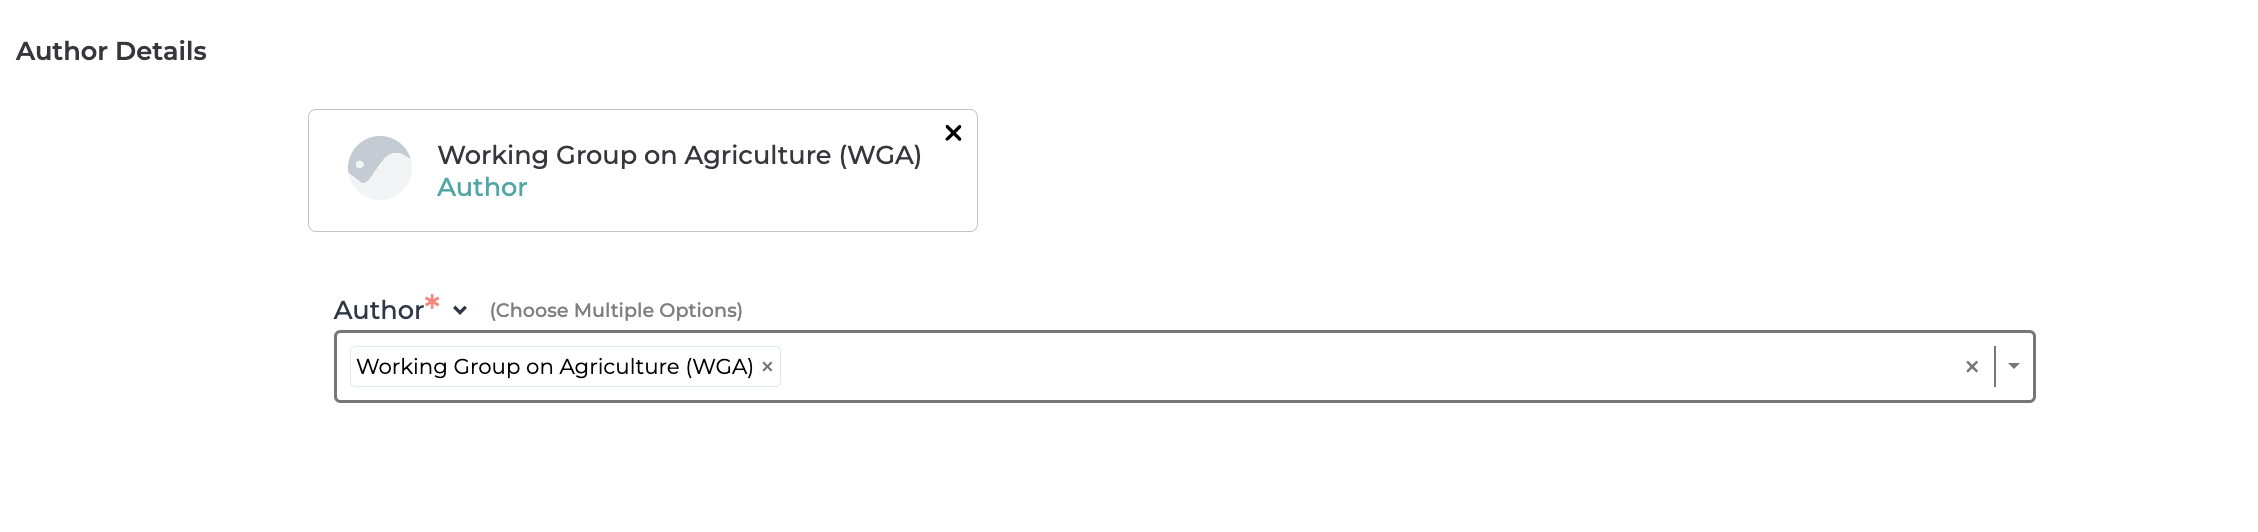 Author Details
Working Group on Agriculture (WGA)
Author
Author* (Choose Multiple Options)
Working Group on Agriculture (WGA)